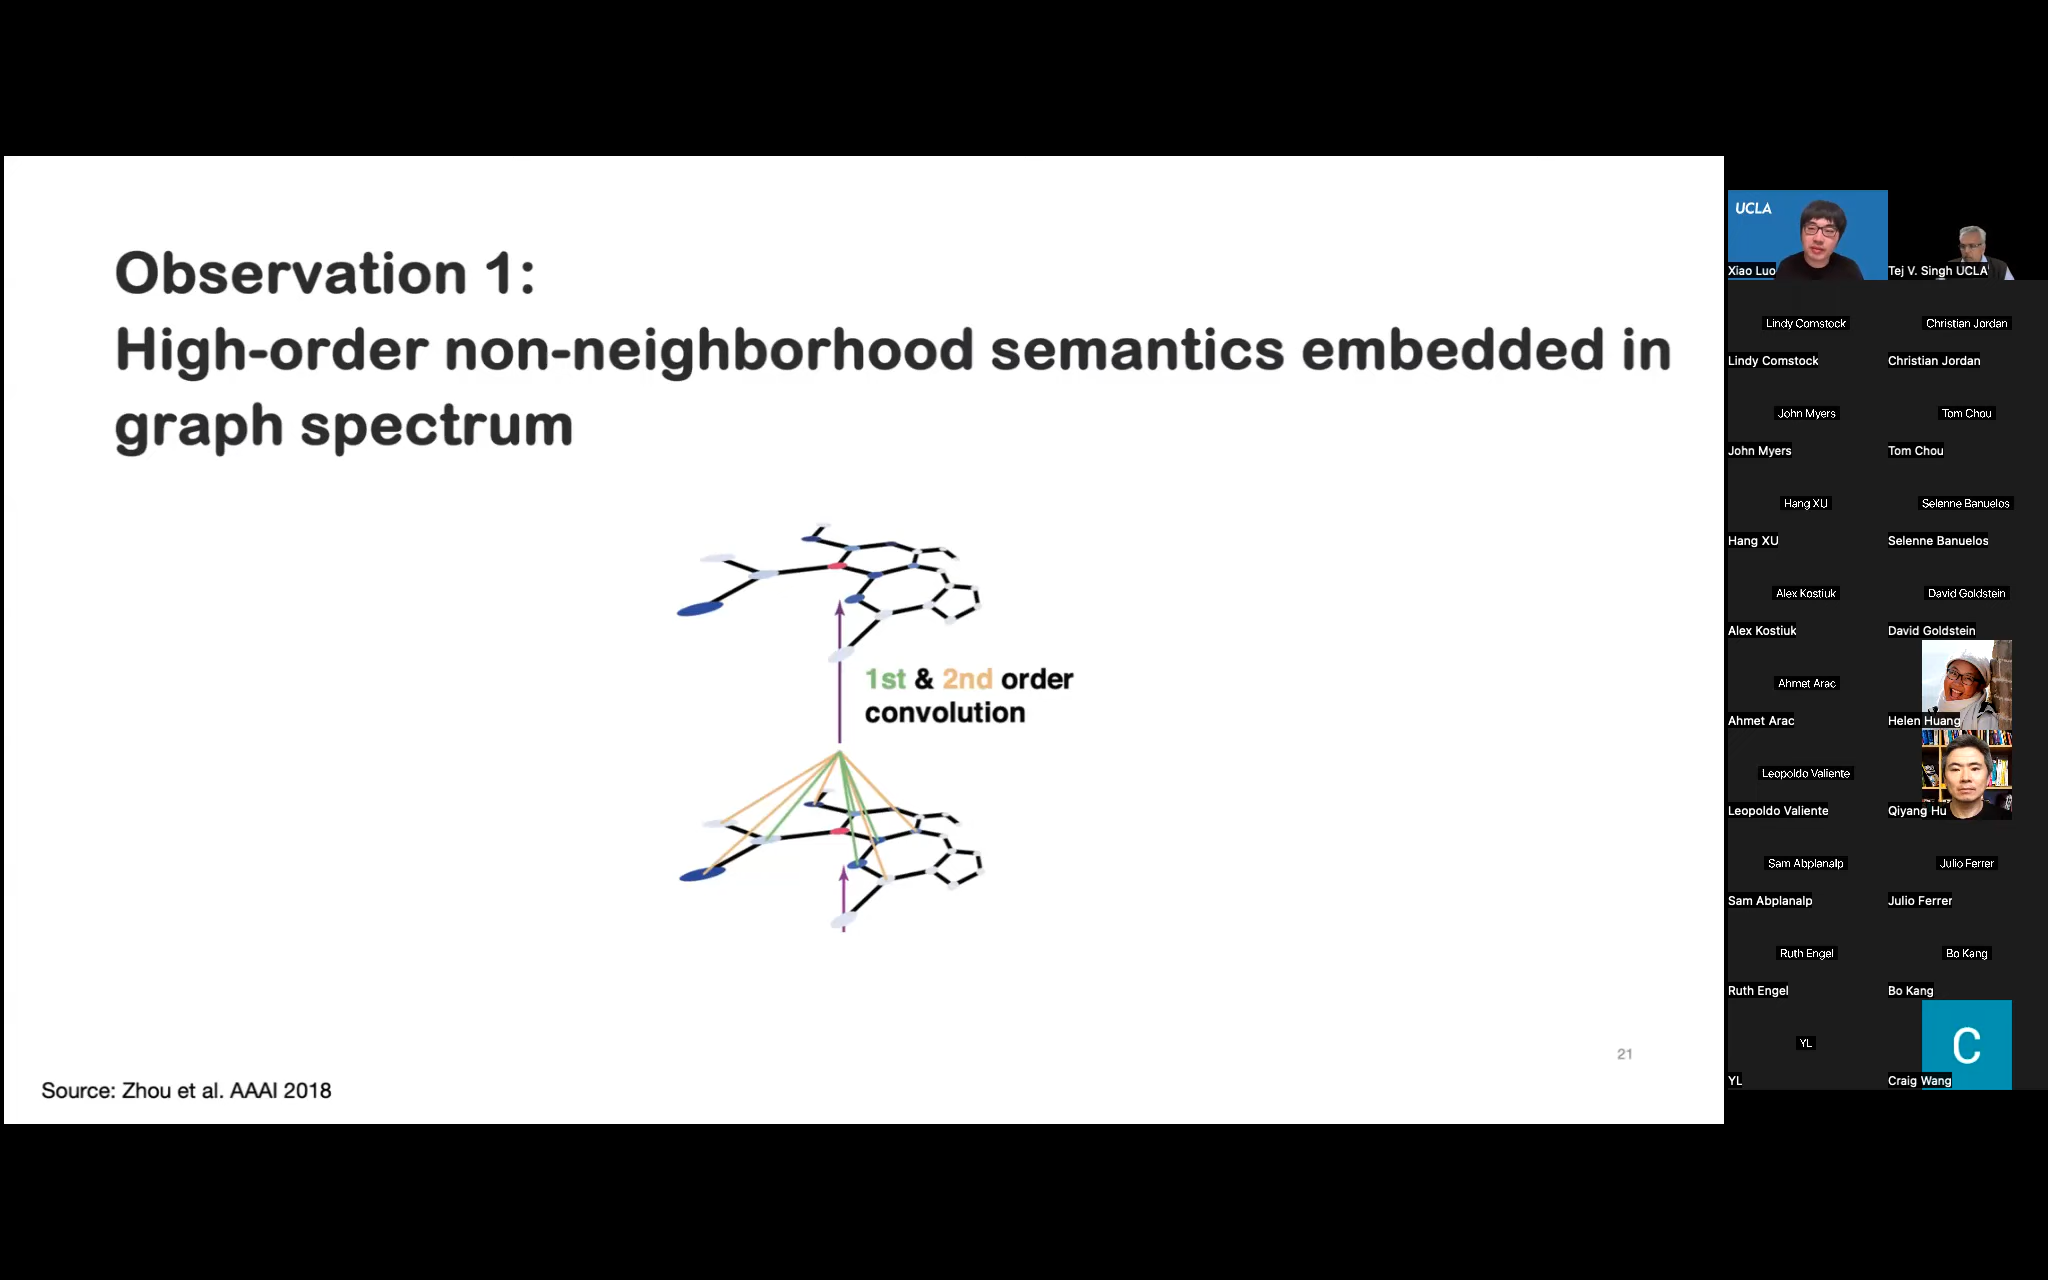 Observation 1:
High-order non-neighborhood semantics embedded in
graph spectrum
1st & 2nd order
convolution
21
Source: Zhou et al. AAAI 2018
UCLA
Xiao Luo
Tej V. Singh UCLA
Lindy Comstock
Christian Jordan
Lindy Comstock
Christian Jordan
John Myers
Tom Chou
John Myers
Tom Chou
Hang XU
Selenne Banuelos
Hang XU
Selenne Banuelos
Alex Kostiuk
David Goldstein
Alex Kostiuk
David Goldstein
Ahmet Arac
Ahmet Arac
Helen Huang
Leopoldo Valiente
Leopoldo Valiente
Qiyang Hu
Sam Abplanalp
Julio Ferrer
Sam Abplanalp
Julio Ferrer
Ruth Engel
Bo Kang
Ruth Engel
Bo Kang
YL
C
YL
Craig Wang